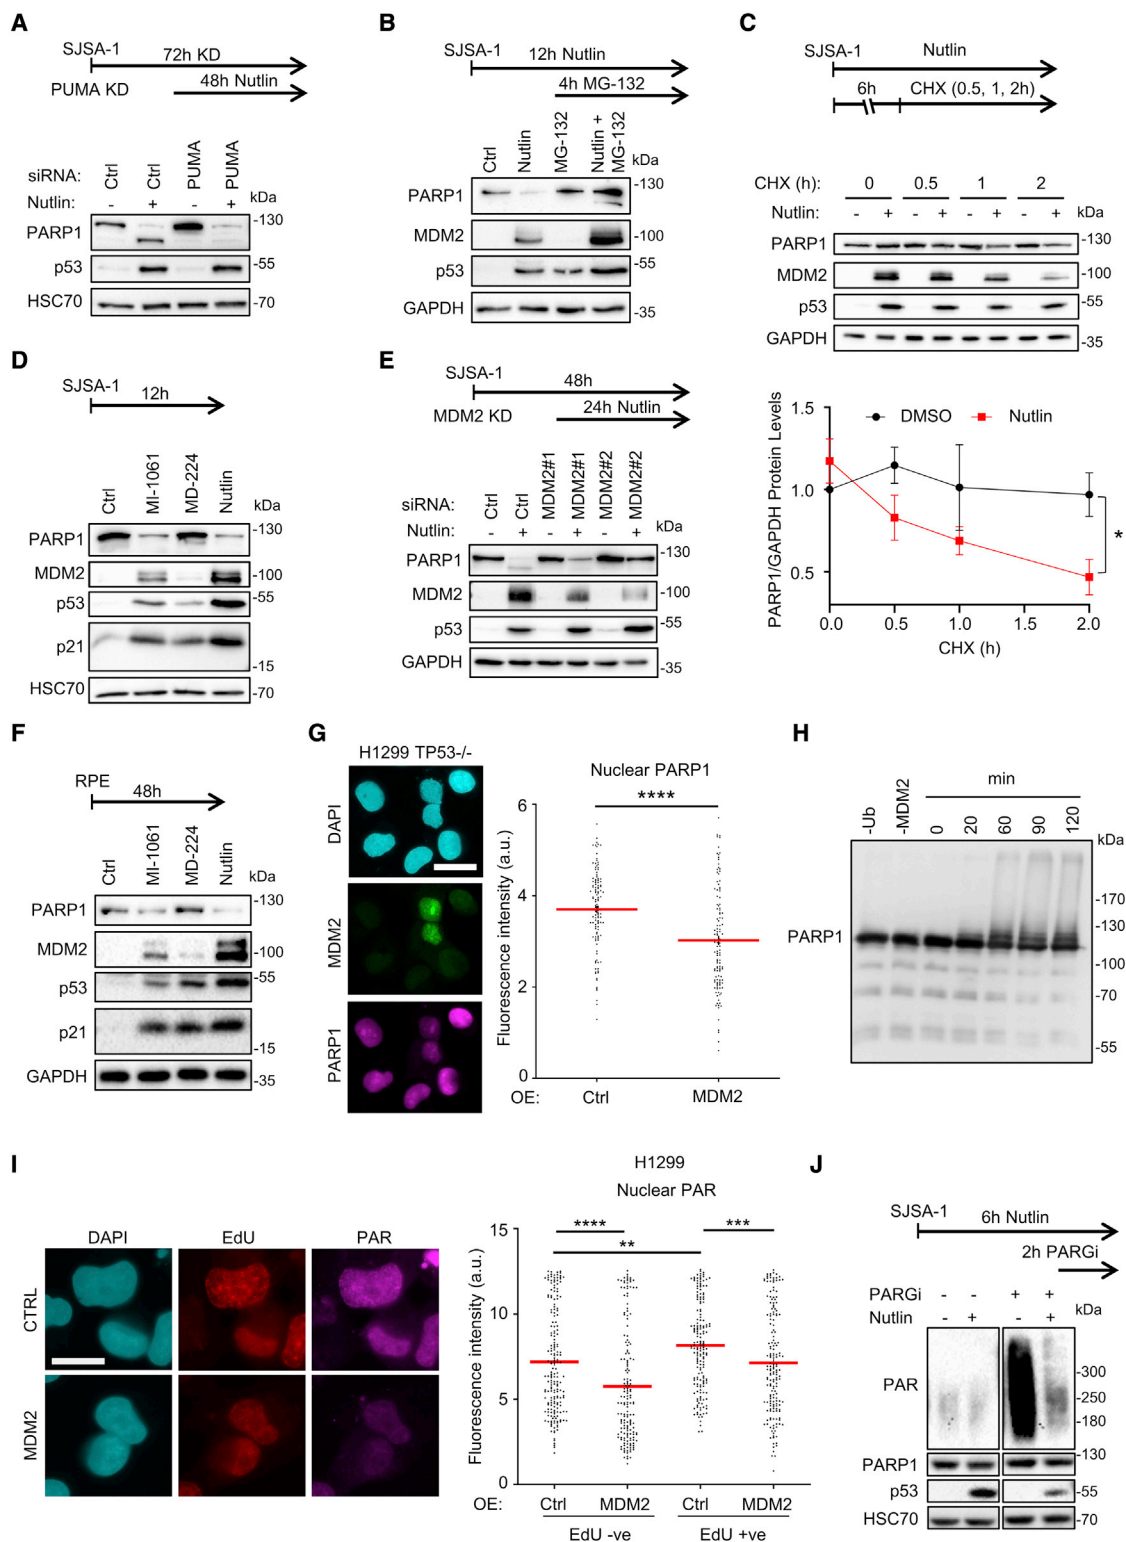 A
SJSA-1
72h KD
PUMA KD
48h Nutlin
siRNA:
Ctrl
Ctrl
PUMA
PUMA
Nutlin:
- + - +
kDa
PARP1
-130
p53
-55
HSC70
-70
B
SJSA-1
12h Nutlin
4h MG-132
Ctrl
Nutlin
MG-132
Nutlin +
MG-132
kDa
PARP1
-130
MDM2
-100
p53
-55
GAPDH
-35
C
SJSA-1
Nutlin
6h
CHX (0.5, 1, 2h)
CHX (h): 0 0.5 1 2
Nutlin: - + - + - + - + kDa
PARP1
-130
MDM2
-100
p53
-55
GAPDH
-35
PARP1/GAPDH Protein Levels
1.5
1.0
0.5
DMSO
Nutlin
*
0.0 0.5 1.0 1.5 2.0
CHX (h)
D
SJSA-1
12h
Ctrl
MI-1061
MD-224
Nutlin
kDa
PARP1
-130
MDM2
-100
p53
-55
p21
-15
HSC70
-70
E
SJSA-1
48h
MDM2 KD
24h Nutlin
siRNA:
Ctrl
Ctrl
MDM2#1
MDM2#1
MDM2#2
MDM2#2
Nutlin: - + - + - +
kDa
PARP1
-130
MDM2
-100
p53
-55
GAPDH
-35
F
RPE
48h
Ctrl
MI-1061
MD-224
Nutlin
kDa
PARP1
-130
MDM2
-100
p53
-55
p21
-15
GAPDH
-35
G
H1299 TP53-/-
DAPI
MDM2
PARP1
Nuclear PARP1
****
Fluorescence intensity (a.u.)
6
4
2
0
OE: Ctrl MDM2
H
min
-Ub
-MDM2
0
20
60
90
120
kDa
PARP1
-170
-130
-100
-70
-55
I
DAPI EdU PAR
CTRL
MDM2
H1299
Nuclear PAR
****
***
**
Fluorescence intensity (a.u.)
15
10
5
0
OE: Ctrl MDM2 Ctrl MDM2
EdU -ve EdU +ve
J
SJSA-1
6h Nutlin
2h PARGi
PARGi - - + +
Nutlin - + - +
kDa
PAR
-300
-250
-180
-130
PARP1
p53
-55
HSC70
-70